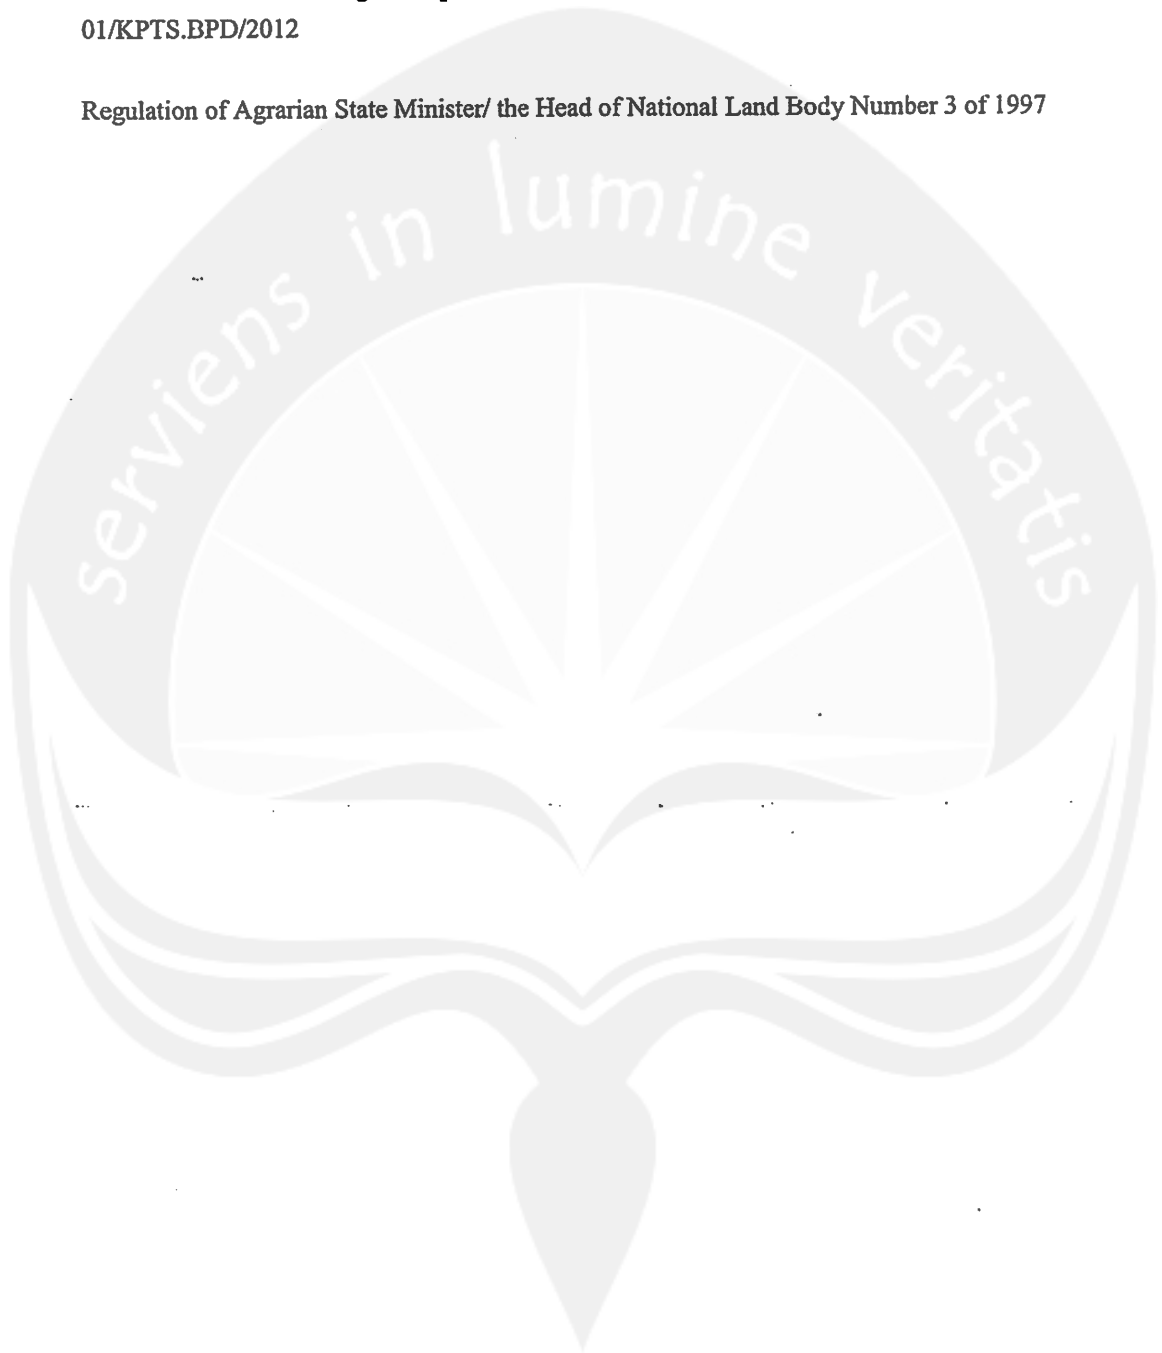 01/KPTS.BPD/2012
Regulation of Agrarian State Minister/ the Head of National Land Body Number 3 of 1997
serviens in lumine veritatis